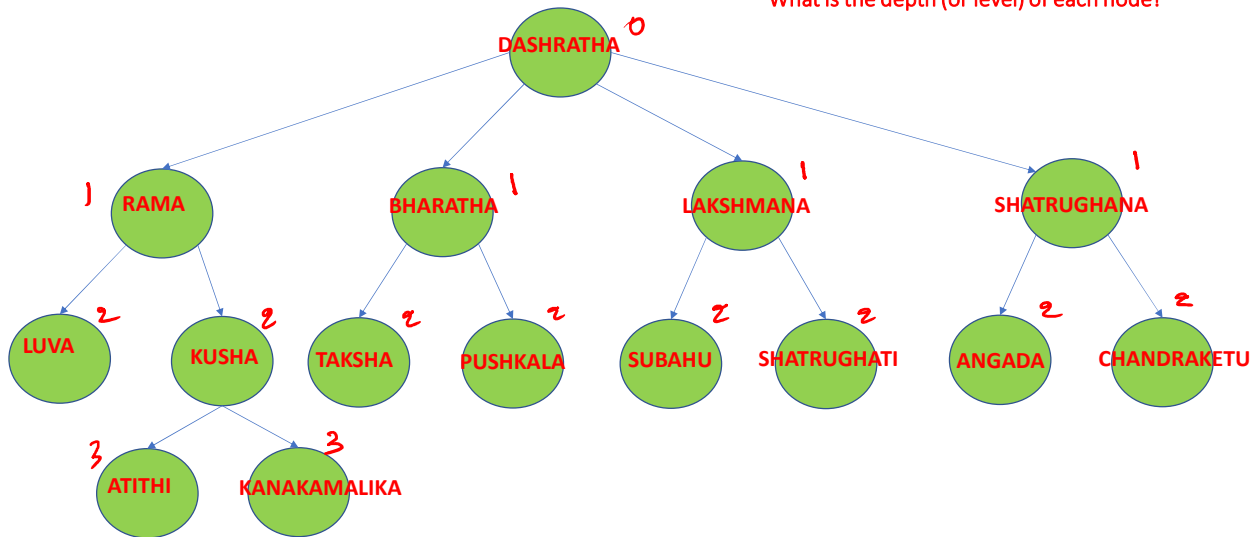 What is the depth (or level) of each node?
DASHRATHA 0
1 RAMA
BHARATHA 1
LAKSHMANA 1
SHATRUGHANA 1
LUVA 2
KUSHA 2
TAKSHA 2
PUSHKALA 2
SUBAHU 2
SHATRUGHATI 2
ANGADA 2
CHANDRAKETU 2
3 ATITHI
KANAKAMALIKA 3